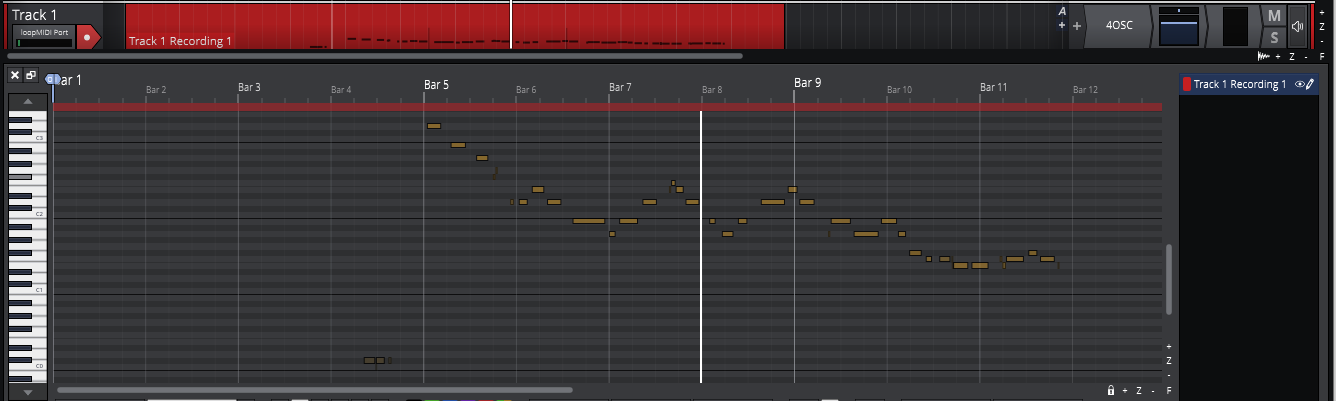 Track 1
loopMIDI Port
Track 1 Recording 1
A
+
+
4OSC
M
S
+
Z
-
F
+ Z - F
Bar 1
Bar 2
Bar 3
Bar 4
Bar 5
Bar 6
Bar 7
Bar 8
Bar 9
Bar 10
Bar 11
Bar 12
Track 1 Recording 1
C3
C2
C1
C0
+
Z
-
+ Z - F